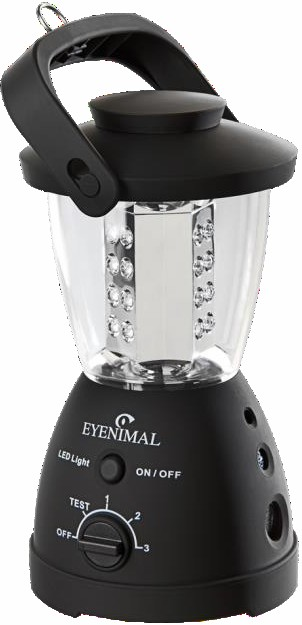 EYENIMAL
LED Light
ON / OFF
TEST 1 2
OFF 3